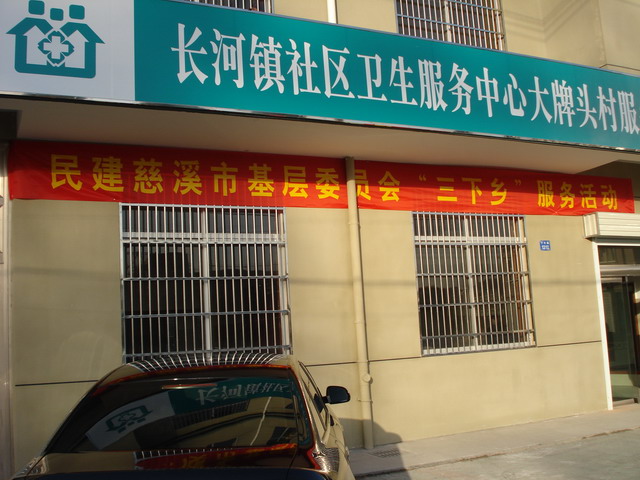 长河镇社区卫生服务中心大牌头村服
民建慈溪市基层委员会“三下乡”服务活动